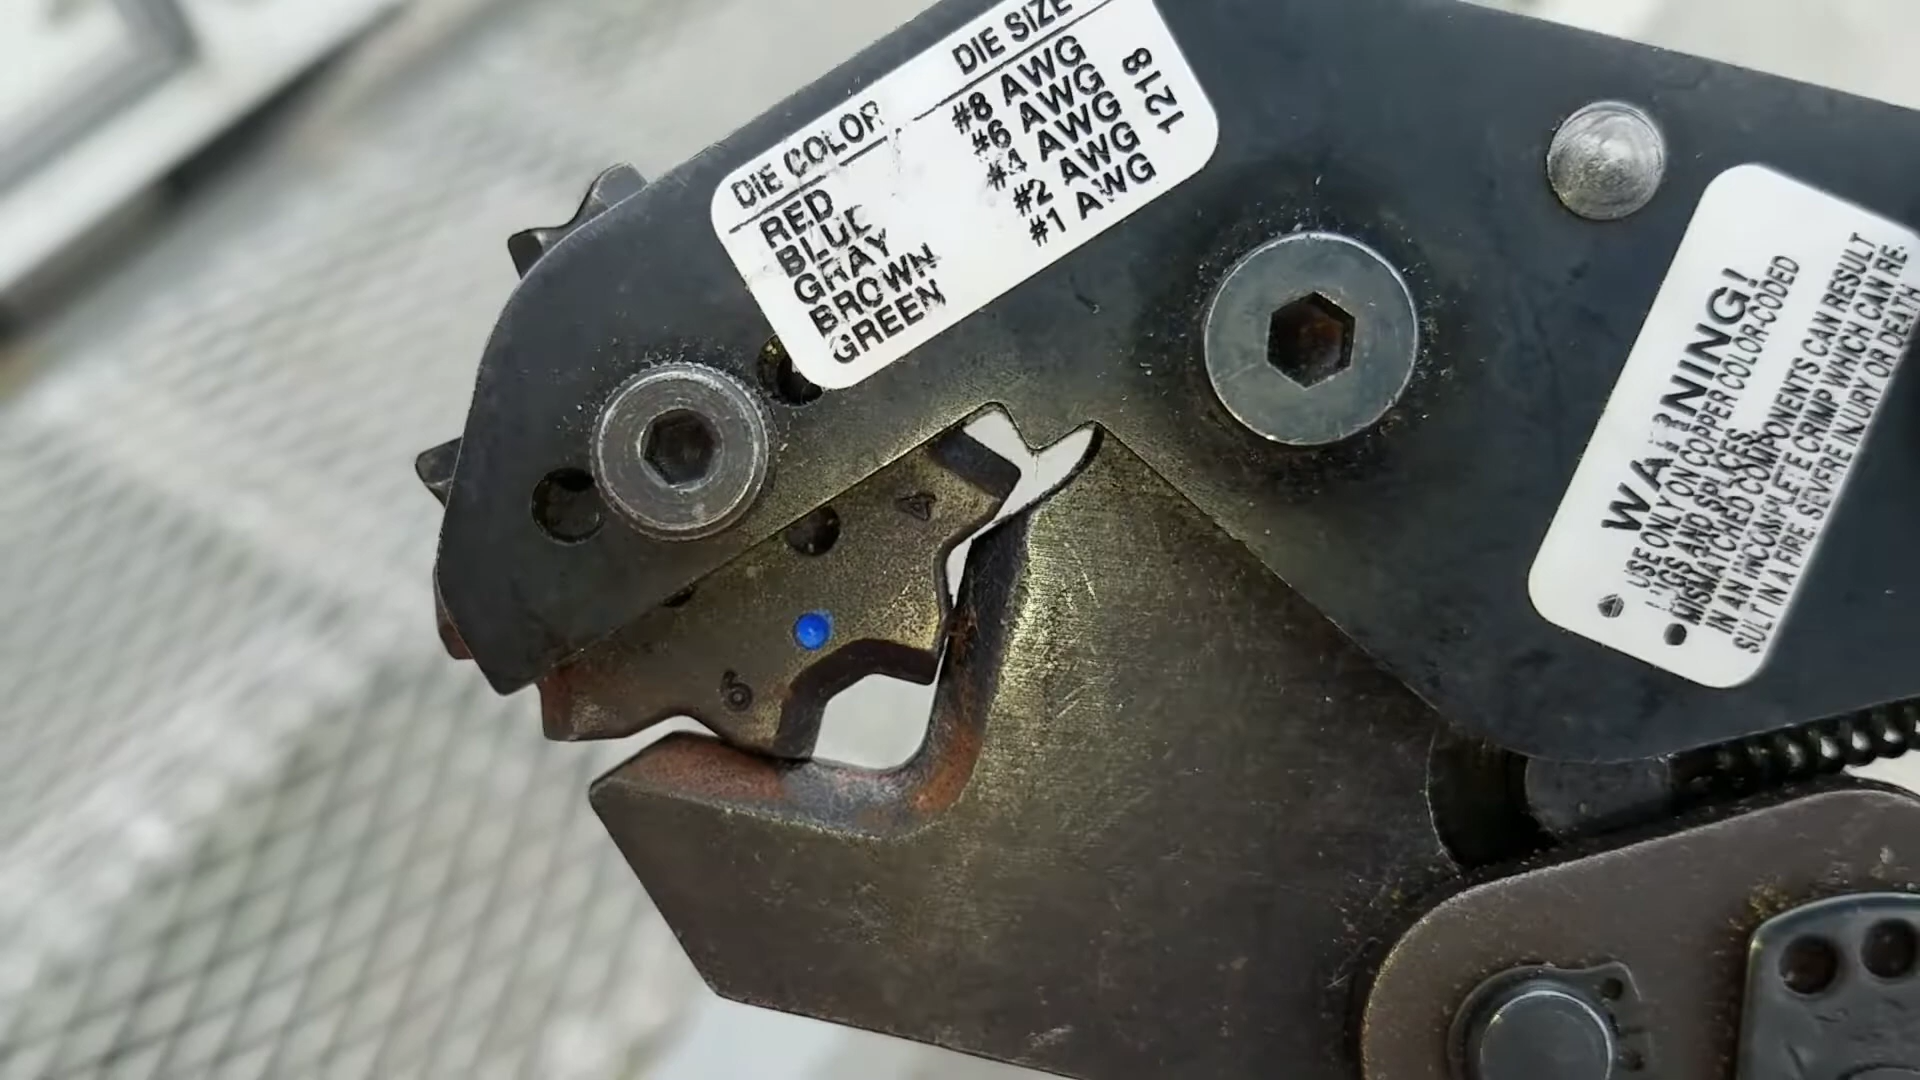 DIE COLOR DIE SIZE
RED #8 AWG
BLUE #6 AWG
GRAY #4 AWG
BROWN #2 AWG
GREEN #1 AWG
1218
WARNING!
USE ONLY ON COPPER COLOR-CODED
LUGS AND SPLICES.
MISMATCHED COMPONENTS CAN RESULT
IN AN INCOMPLETE CRIMP WHICH CAN RE-
SULT IN A FIRE SEVERE INJURY OR DEATH
4
6